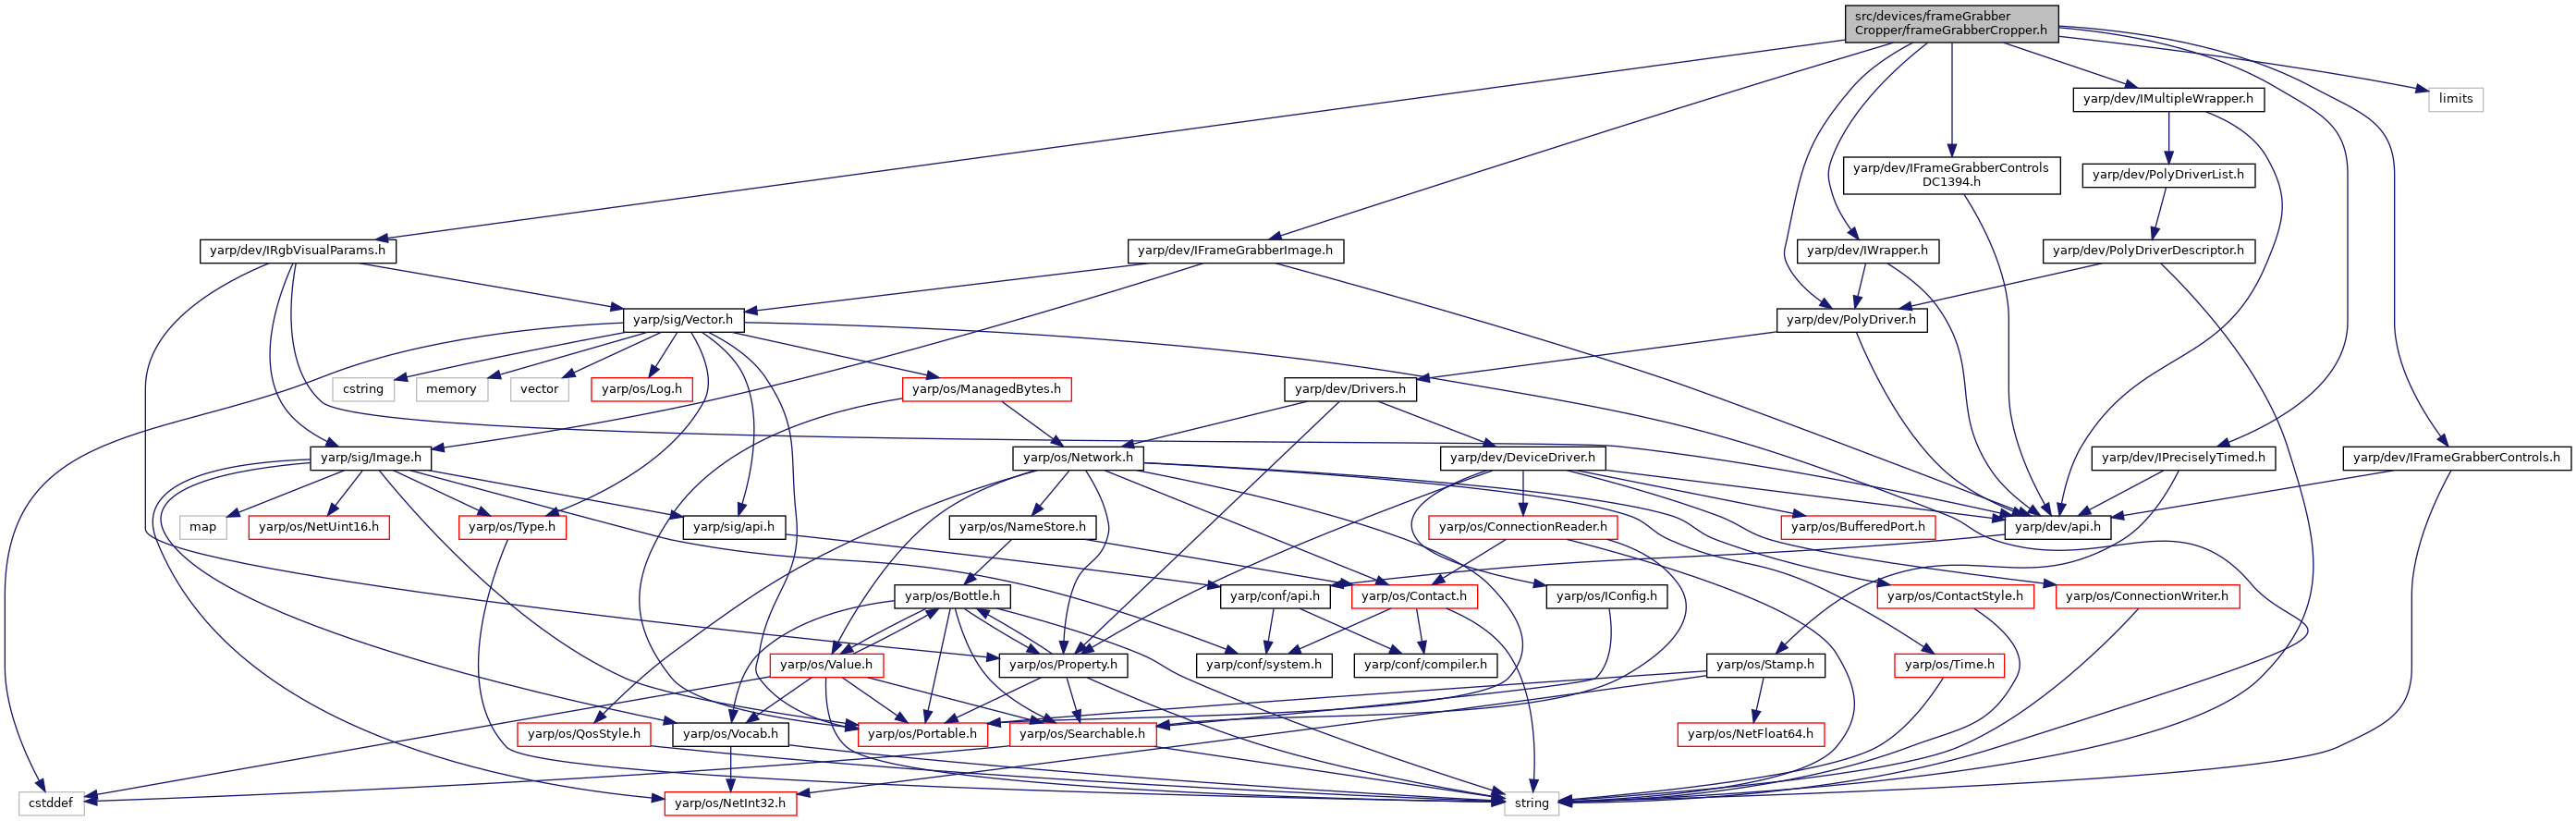 src/devices/frameGrabber
Cropper/frameGrabberCropper.h
yarp/dev/IMultipleWrapper.h
limits
yarp/dev/IFrameGrabberControls
DC1394.h
yarp/dev/PolyDriverList.h
yarp/dev/IRgbVisualParams.h
yarp/dev/IFrameGrabberImage.h
yarp/dev/IWrapper.h
yarp/dev/PolyDriverDescriptor.h
yarp/sig/Vector.h
yarp/dev/PolyDriver.h
cstring
memory
vector
yarp/os/Log.h
yarp/os/ManagedBytes.h
yarp/dev/Drivers.h
yarp/sig/Image.h
yarp/os/Network.h
yarp/dev/DeviceDriver.h
yarp/dev/IPreciselyTimed.h
yarp/dev/IFrameGrabberControls.h
map
yarp/os/NetUint16.h
yarp/os/Type.h
yarp/sig/api.h
yarp/os/NameStore.h
yarp/os/ConnectionReader.h
yarp/os/BufferedPort.h
yarp/dev/api.h
yarp/os/Bottle.h
yarp/conf/api.h
yarp/os/Contact.h
yarp/os/IConfig.h
yarp/os/ContactStyle.h
yarp/os/ConnectionWriter.h
yarp/os/Value.h
yarp/os/Property.h
yarp/conf/system.h
yarp/conf/compiler.h
yarp/os/Stamp.h
yarp/os/Time.h
yarp/os/QosStyle.h
yarp/os/Vocab.h
yarp/os/Portable.h
yarp/os/Searchable.h
yarp/os/NetFloat64.h
cstddef
yarp/os/NetInt32.h
string